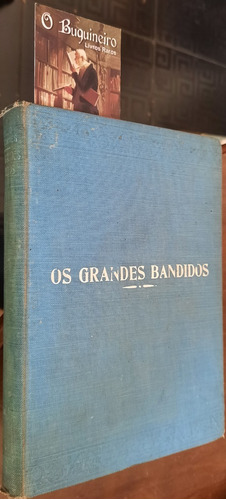 O Buquineiro
Livros Raros
OS GRANDES BANDIDOS